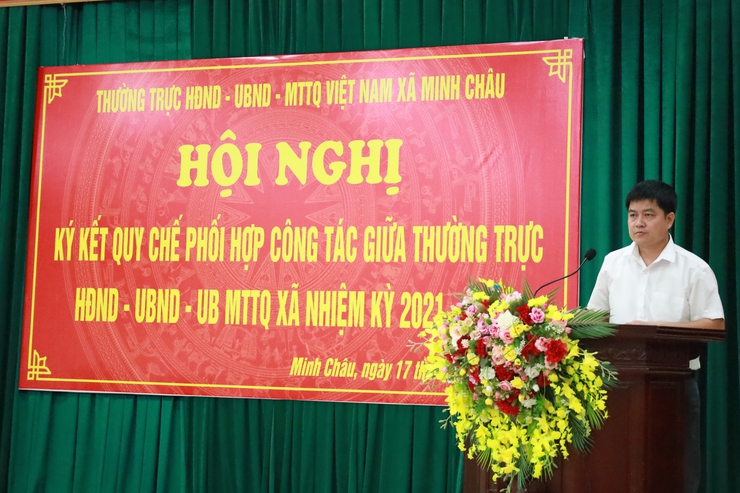 THƯỜNG TRỰC HĐND - UBND - MTTQ VIỆT NAM XÃ MINH CHÂU
HỘI NGHỊ
KÝ KẾT QUY CHẾ PHỐI HỢP CÔNG TÁC GIỮA THƯỜNG TRỰC
HĐND - UBND - UB MTTQ XÃ NHIỆM KỲ 2021
Minh Châu, ngày 17